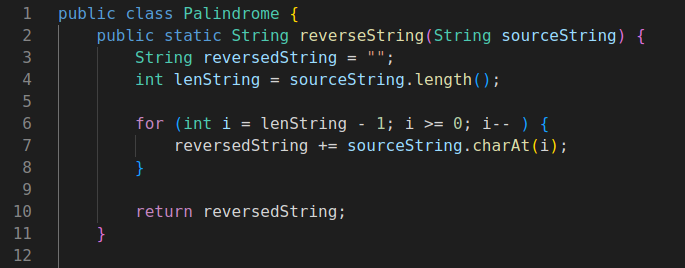 1 public class Palindrome {
2     public static String reverseString(String sourceString) {
3         String reversedString = "";
4         int lenString = sourceString.length();
5
6         for (int i = lenString - 1; i >= 0; i-- ) {
7             reversedString += sourceString.charAt(i);
8         }
9
10         return reversedString;
11     }
12